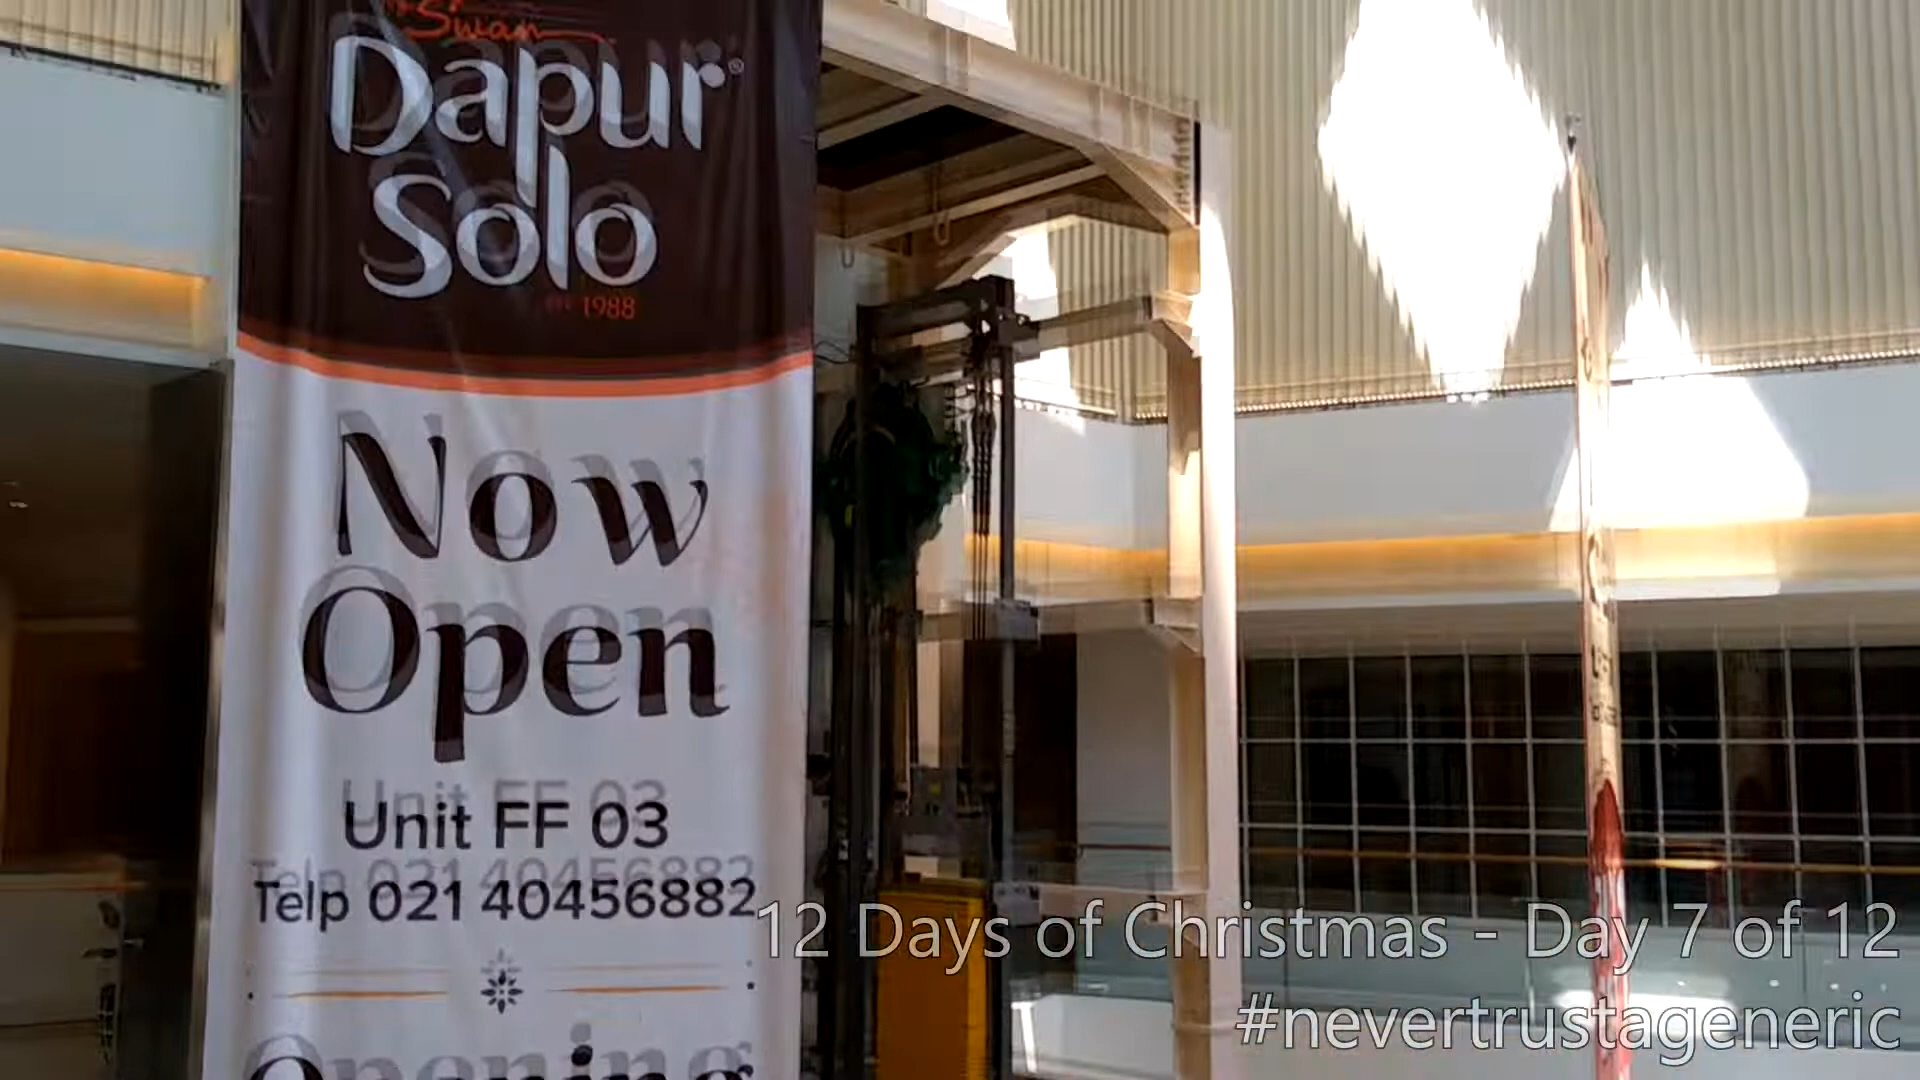 Swan
Dapur®
Solo
1988
Now
Open
Unit FF 03
Telp 021 40456882
Opening
12 Days of Christmas - Day 7 of 12
#nevertrustageneric